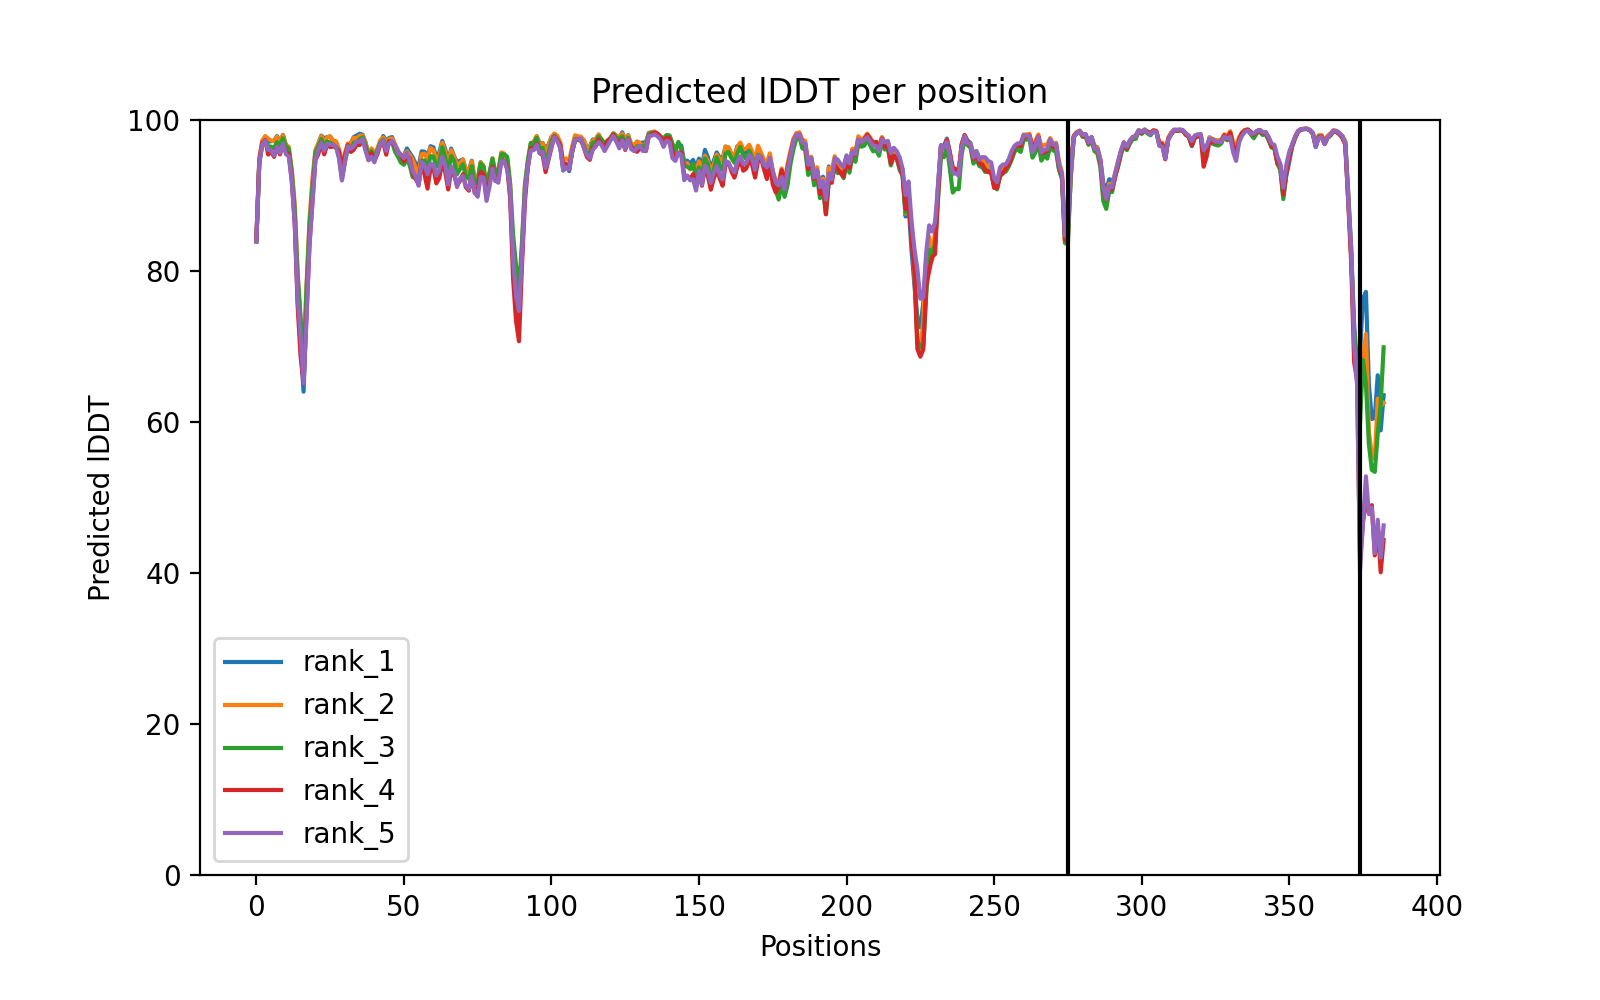 Predicted lDDT per position
100
80
60
40
20
0
Predicted lDDT
rank_1
rank_2
rank_3
rank_4
rank_5
0 50 100 150 200 250 300 350 400
Positions